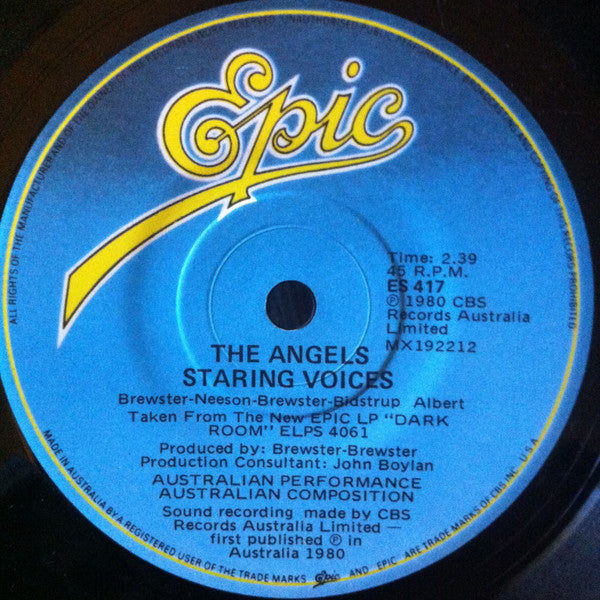 Epic
Time: 2.39
45 R.P.M.
ES 417
℗ 1980 CBS
Records Australia
Limited
MX192212
THE ANGELS
STARING VOICES
Brewster-Neeson-Brewster-Bidstrup Albert
Taken From The New EPIC LP "DARK
ROOM" ELPS 4061
Produced by: Brewster-Brewster
Production Consultant: John Boylan
AUSTRALIAN PERFORMANCE
AUSTRALIAN COMPOSITION
Sound recording made by CBS
Records Australia Limited —
first published ℗ in
Australia 1980
ALL RIGHTS OF THE MANUFACTURER AND
RECORD PROHIBITED
MADE IN AUSTRALIA BY A REGISTERED USER OF THE TRADE MARKS Epic AND EPIC ARE TRADE MARKS OF CBS INC. U.S.A.